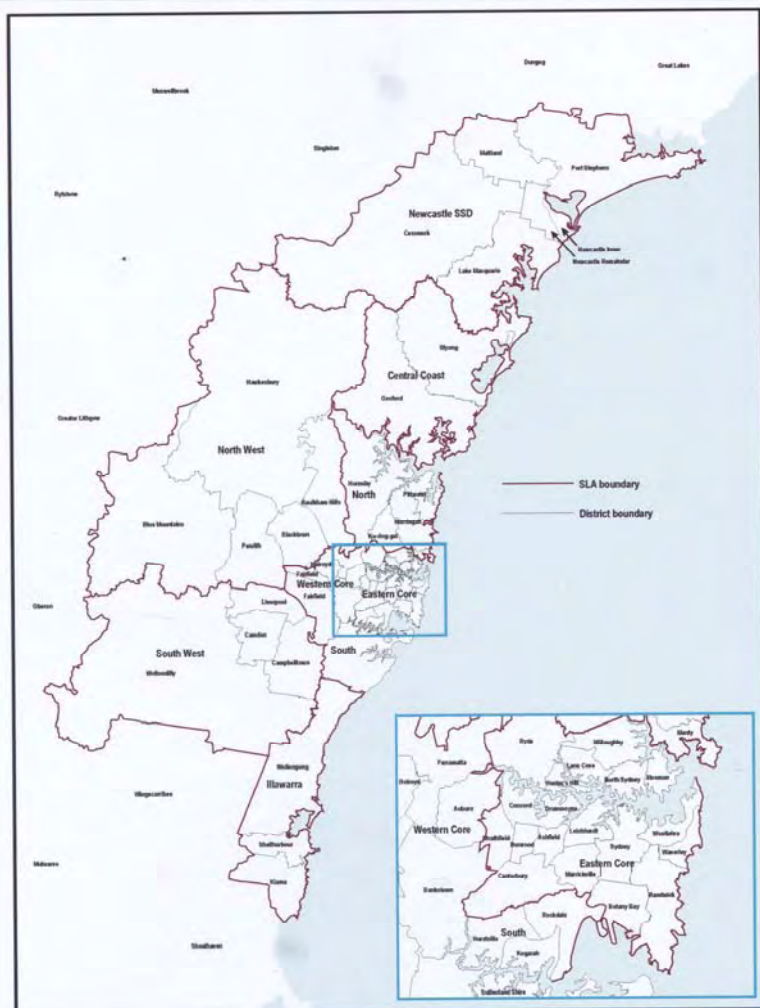 Dungog
Great Lakes
Muswellbrook
Singleton
Maitland
Port Stephens
Rylstone
Newcastle SSD
Cessnock
Newcastle Inner
Newcastle Remainder
Lake Macquarie
Wyong
Central Coast
Hawkesbury
Gosford
Greater Lithgow
North West
Hornsby
North
Pittwater
SLA boundary
Baulkham Hills
Warringah
District boundary
Blue Mountains
Blacktown
Penrith
Ku-ring-gai
Holroyd
Fairfield
Western Core
Fairfield
Eastern Core
Oberon
Liverpool
Camden
South West
South
Campbelltown
Wollondilly
Wollongong
Illawarra
Wingecarribee
Shellharbour
Mulwaree
Kiama
Shoalhaven
Manly
Ryde
Willoughby
Parramatta
Lane Cove
Holroyd
Hunter's Hill
North Sydney
Mosman
Auburn
Concord
Drummoyne
Western Core
Strathfield
Burwood
Ashfield
Leichhardt
Sydney
Woollahra
Waverley
Eastern Core
Canterbury
Marrickville
Bankstown
Botany Bay
Randwick
Rockdale
South
Hurstville
Kogarah
Sutherland Shire